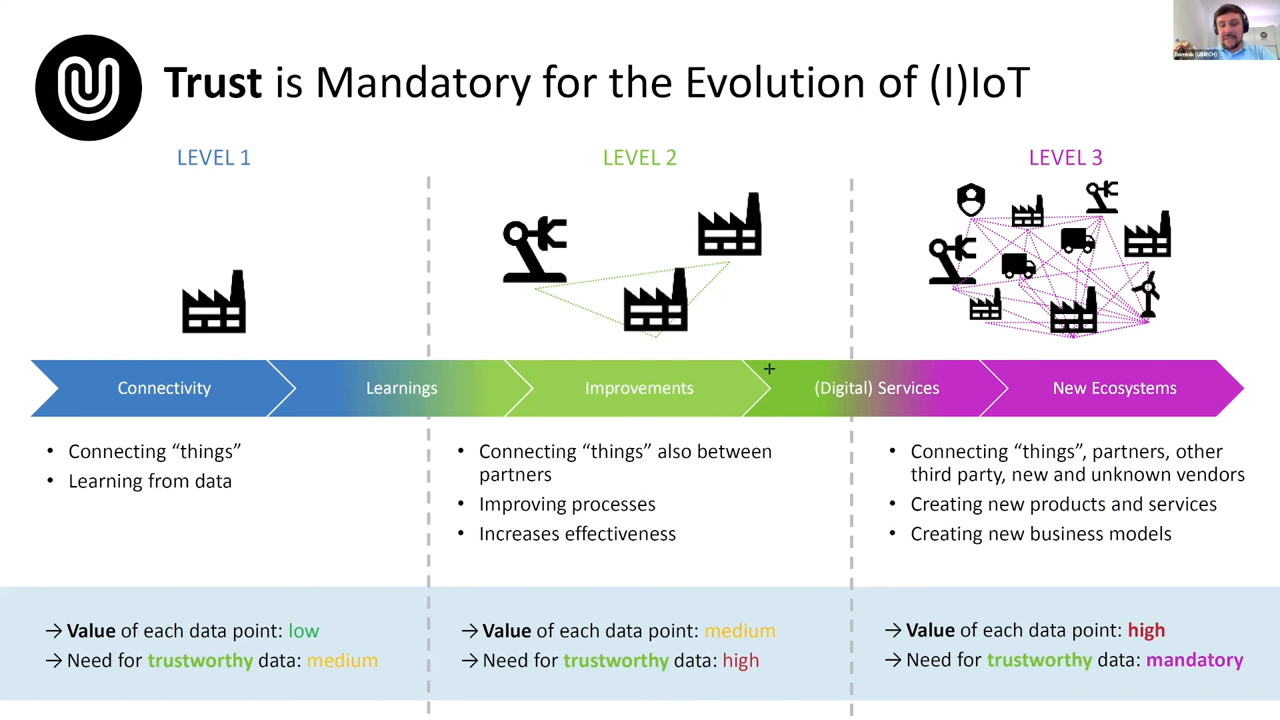 Dominik (UBIRCH)
Trust is Mandatory for the Evolution of (I)IoT
LEVEL 1
LEVEL 2
LEVEL 3
Connectivity
Learnings
Improvements
(Digital) Services
New Ecosystems
• Connecting “things”
• Learning from data
• Connecting “things” also between
partners
• Improving processes
• Increases effectiveness
• Connecting “things”, partners, other
third party, new and unknown vendors
• Creating new products and services
• Creating new business models
→ Value of each data point: low
→ Need for trustworthy data: medium
→ Value of each data point: medium
→ Need for trustworthy data: high
→ Value of each data point: high
→ Need for trustworthy data: mandatory